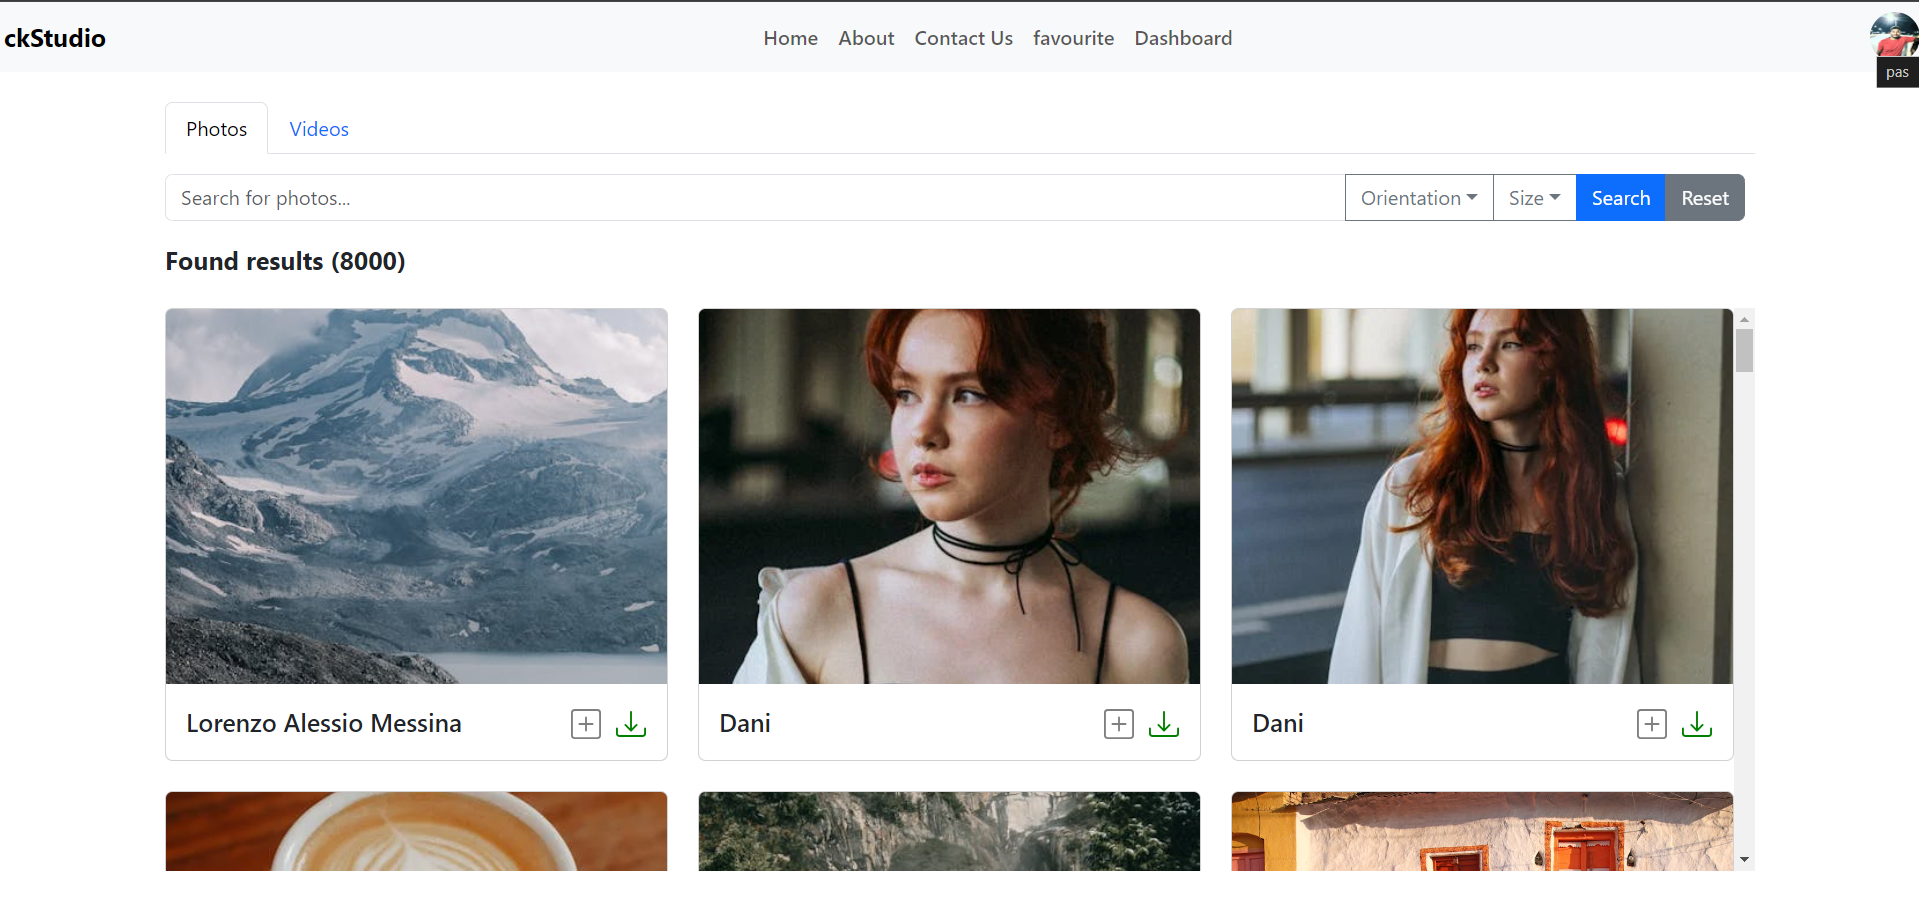 ckStudio
Home About Contact Us favourite Dashboard
pas
Photos Videos
Search for photos... Orientation Size Search Reset
Found results (8000)
Lorenzo Alessio Messina
Dani
Dani